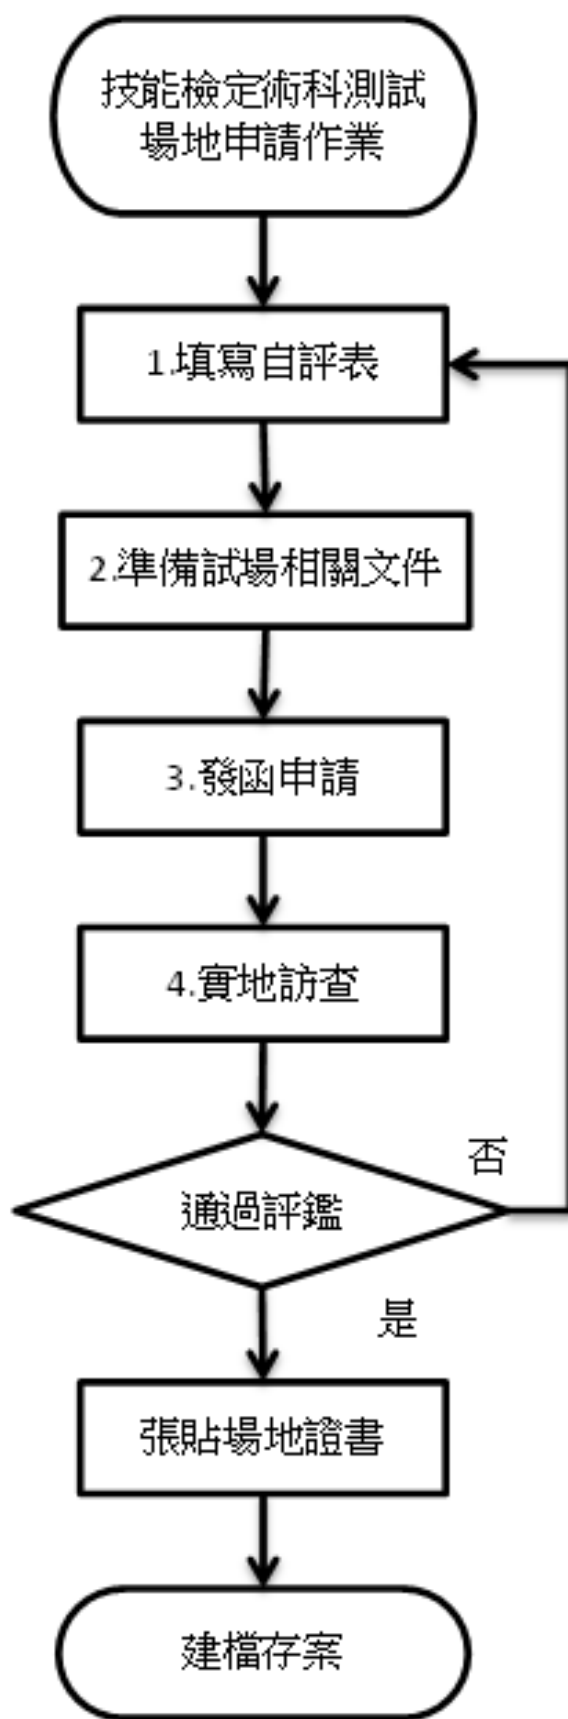 技能檢定術科測試
場地申請作業
1.填寫自評表
2.準備試場相關文件
3.發函申請
4.實地訪查
否
通過評鑑
是
張貼場地證書
建檔存案